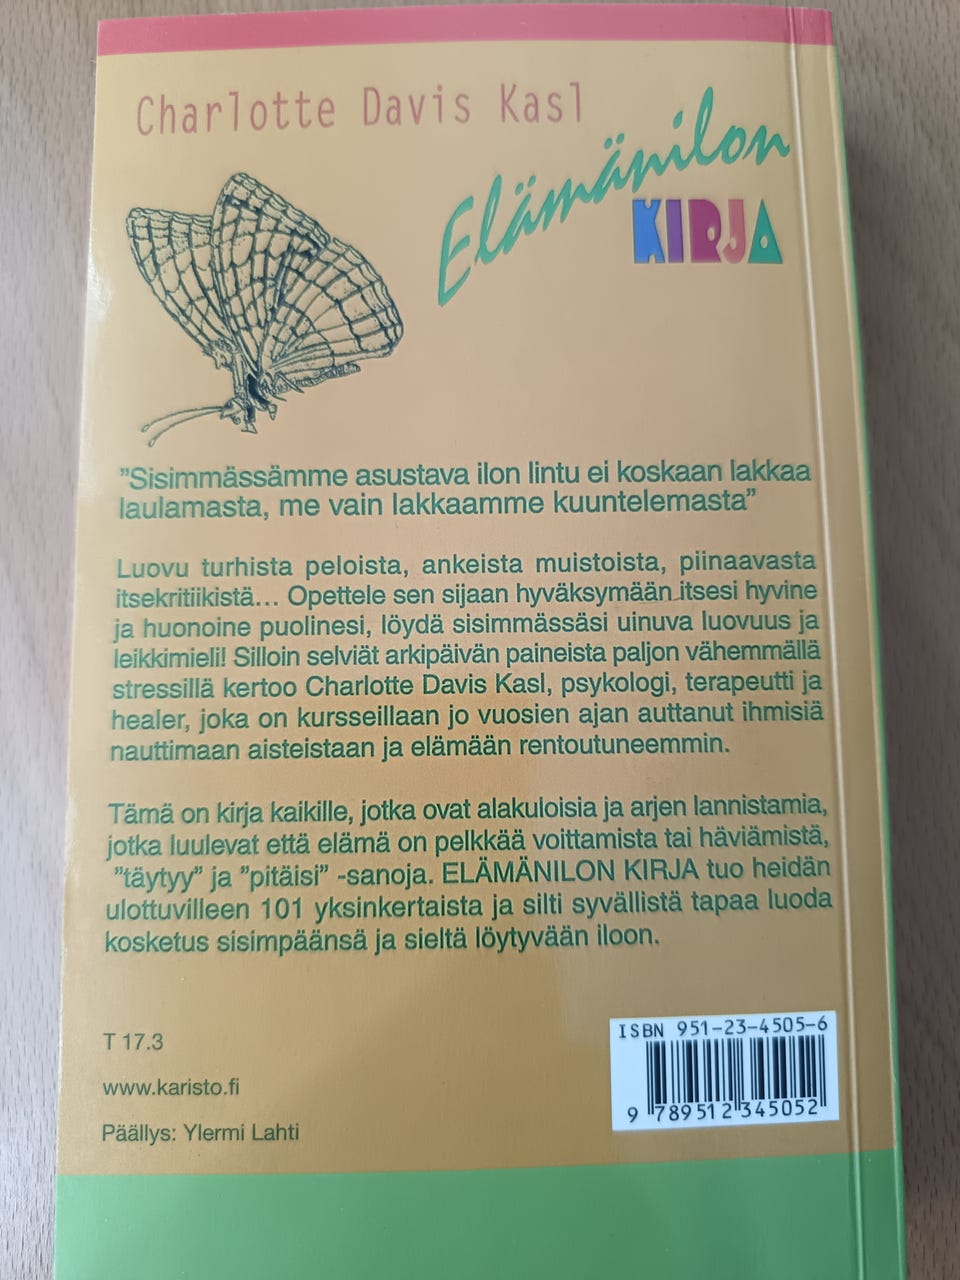 Charlotte Davis Kasl
Elämänilon
KIRJA
”Sisimmässämme asustava ilon lintu ei koskaan lakkaa
laulamasta, me vain lakkaamme kuuntelemasta”
Luovu turhista peloista, ankeista muistoista, piinaavasta
itsekritiikistä... Opettele sen sijaan hyväksymään itsesi hyvine
ja huonoine puolinesi, löydä sisimmässäsi uinuva luovuus ja
leikkimieli! Silloin selviät arkipäivän paineista paljon vähemmällä
stressillä kertoo Charlotte Davis Kasl, psykologi, terapeutti ja
healer, joka on kursseillaan jo vuosien ajan auttanut ihmisiä
nauttimaan aisteistaan ja elämään rentoutuneemmin.
Tämä on kirja kaikille, jotka ovat alakuloisia ja arjen lannistamia,
jotka luulevat että elämä on pelkkää voittamista tai häviämistä,
”täytyy” ja ”pitäisi” -sanoja. ELÄMÄNILON KIRJA tuo heidän
ulottuvilleen 101 yksinkertaista ja silti syvällistä tapaa luoda
kosketus sisimpäänsä ja sieltä löytyvään iloon.
T 17.3
www.karisto.fi
Päällys: Ylermi Lahti
ISBN 951-23-4505-6
9 789512 345052